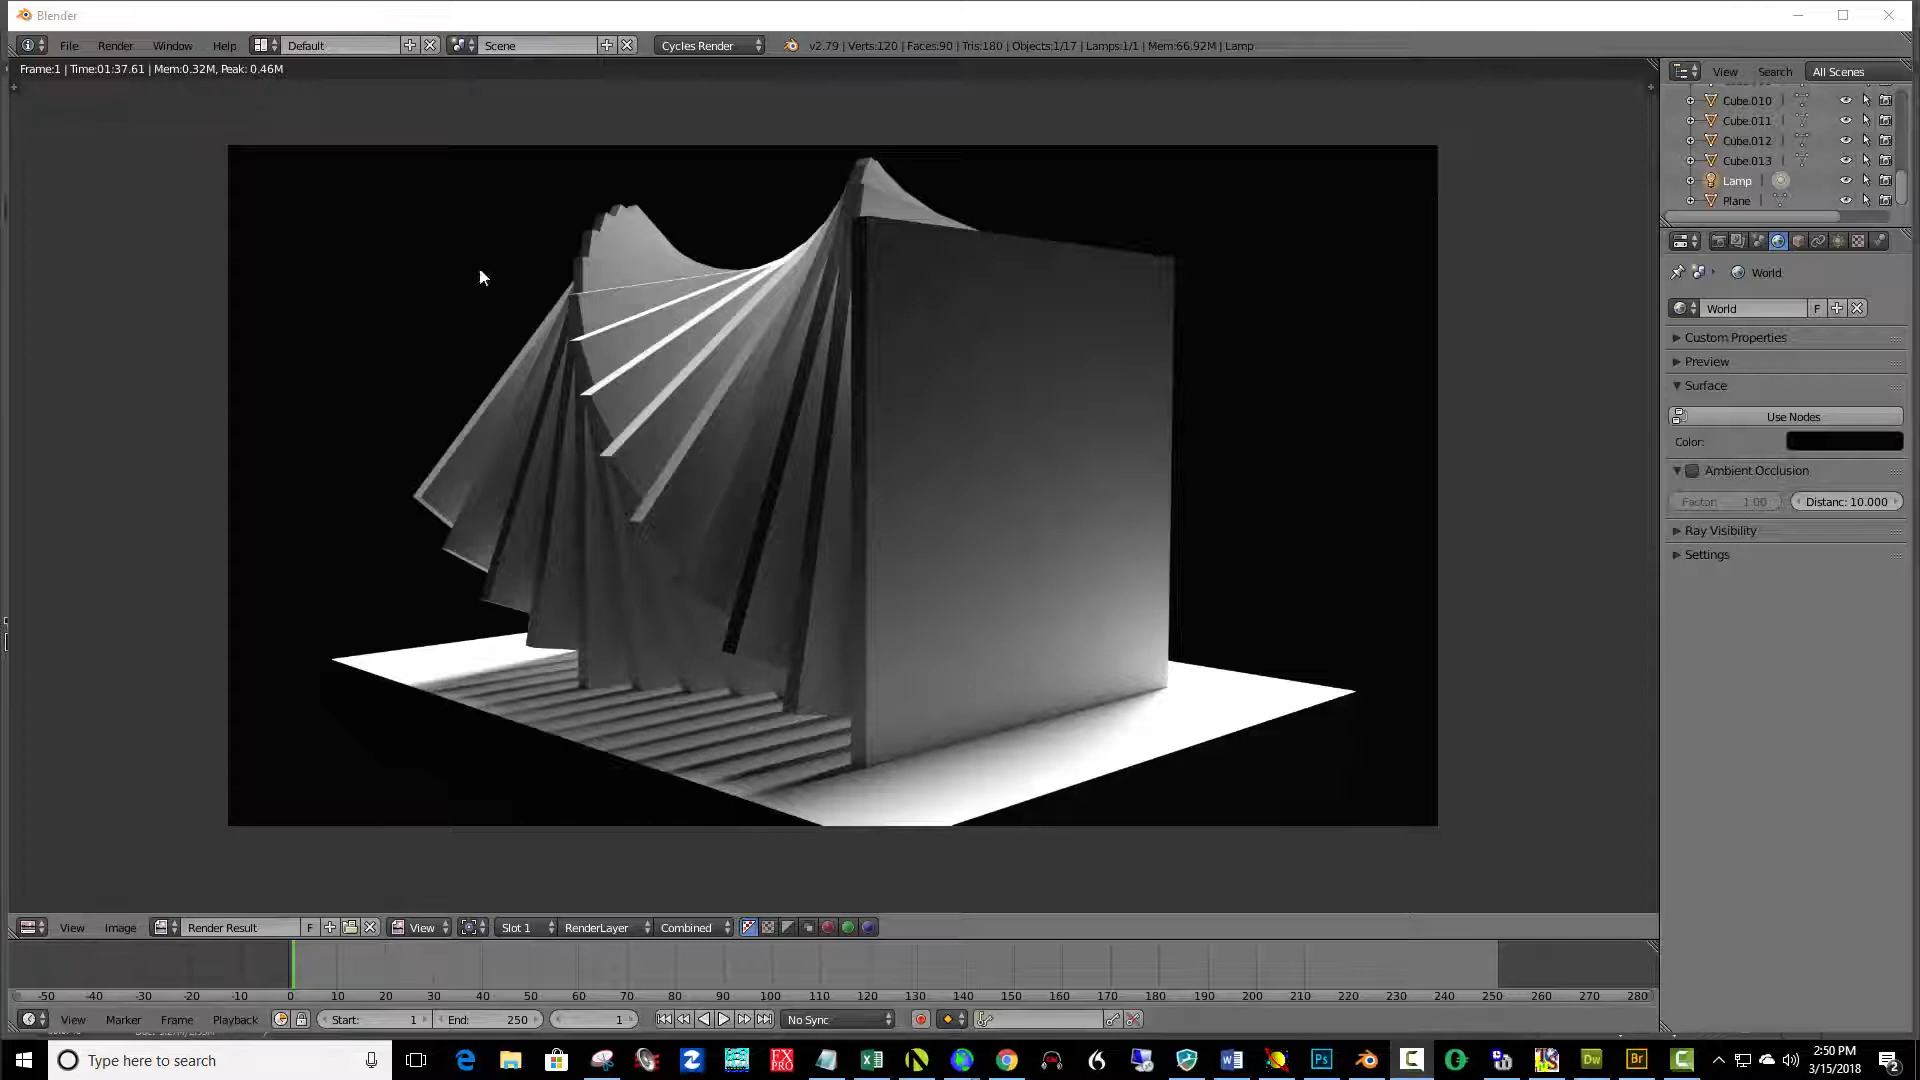 Blender
File Render Window Help Default Scene Cycles Render v2.79 | Verts:120 | Faces:90 | Tris:180 | Objects:1/17 | Lamps:1/1 | Mem:66.92M | Lamp
Frame:1 | Time:01:37.61 | Mem:0.32M, Peak: 0.46M
View Search All Scenes
Cube.010
Cube.011
Cube.012
Cube.013
Lamp
Plane
World
World F
Custom Properties
Preview
Surface
Use Nodes
Color:
Ambient Occlusion
Factor: 1.00 Distanc: 10.000
Ray Visibility
Settings
View Image Render Result F View Slot 1 RenderLayer Combined
-50 -40 -30 -20 -10 0 10 20 30 40 50 60 70 80 90 100 110 120 130 140 150 160 170 180 190 200 210 220 230 240 250 260 270 280
View Marker Frame Playback Start: 1 End: 250 1 No Sync
Type here to search
FX PRO
Ps
Dw
Br
2:50 PM
3/15/2018
2